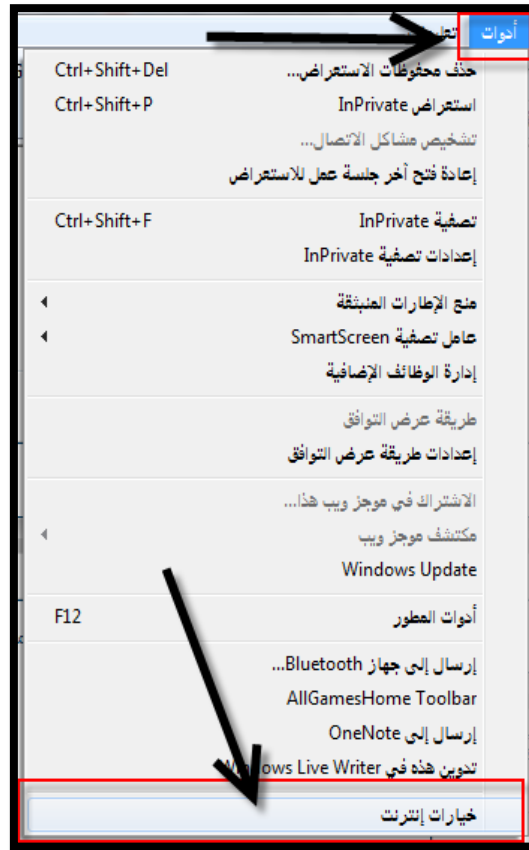 أدوات
حذف محفوظات الاستعراض... Ctrl+Shift+Del
استعراض InPrivate Ctrl+Shift+P
تشخيص مشاكل الاتصال...
إعادة فتح آخر جلسة عمل للاستعراض
تصفية InPrivate Ctrl+Shift+F
إعدادات تصفية InPrivate
منع الإطارات المنبثقة
عامل تصفية SmartScreen
إدارة الوظائف الإضافية
طريقة عرض التوافق
إعدادات طريقة عرض التوافق
الاشتراك في موجز ويب هذا...
مكتشف موجز ويب
Windows Update
أدوات المطور F12
إرسال إلى جهاز Bluetooth...
AllGamesHome Toolbar
إرسال إلى OneNote
تدوين هذه في Live Writer
خيارات إنترنت